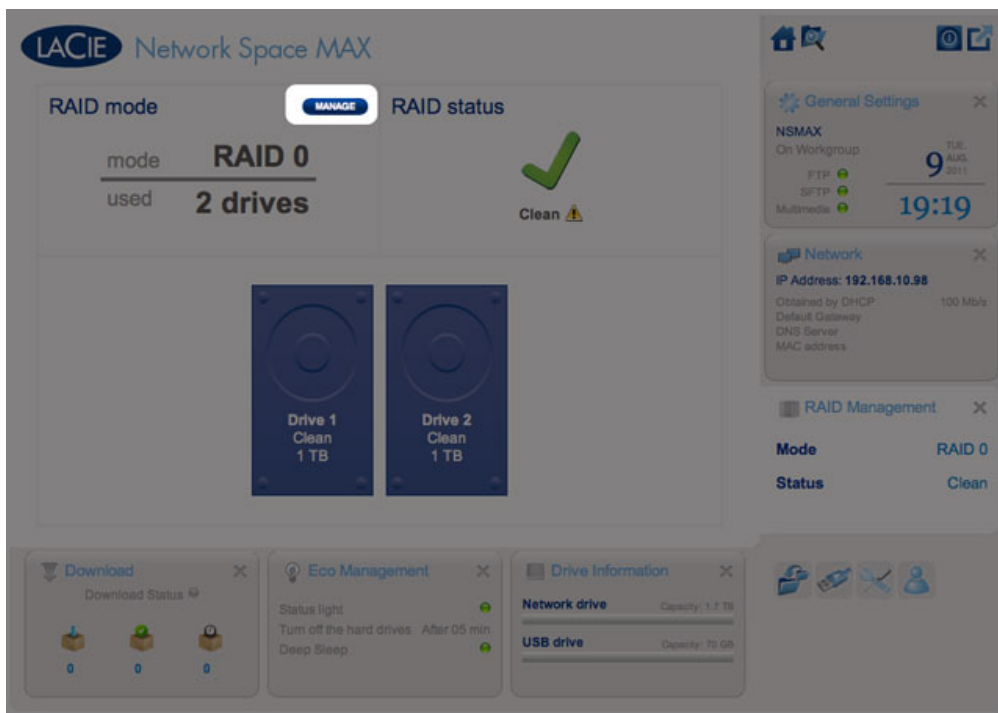 LACIE Network Space MAX
RAID mode
MANAGE
RAID status
mode RAID 0
used 2 drives
Clean
Drive 1
Clean
1 TB
Drive 2
Clean
1 TB
General Settings
NSMAX
On Workgroup
FTP
SFTP
Multimedia
9
TUE.
AUG.
2011
19:19
Network
IP Address: 192.168.10.98
Obtained by DHCP 100 Mb/s
Default Gateway
DNS Server
MAC address
RAID Management
Mode RAID 0
Status Clean
Download
Download Status
0 0 0
Eco Management
Status light
Turn off the hard drives After 05 min
Deep Sleep
Drive Information
Network drive Capacity: 1.7 TB
USB drive Capacity: 70 GB